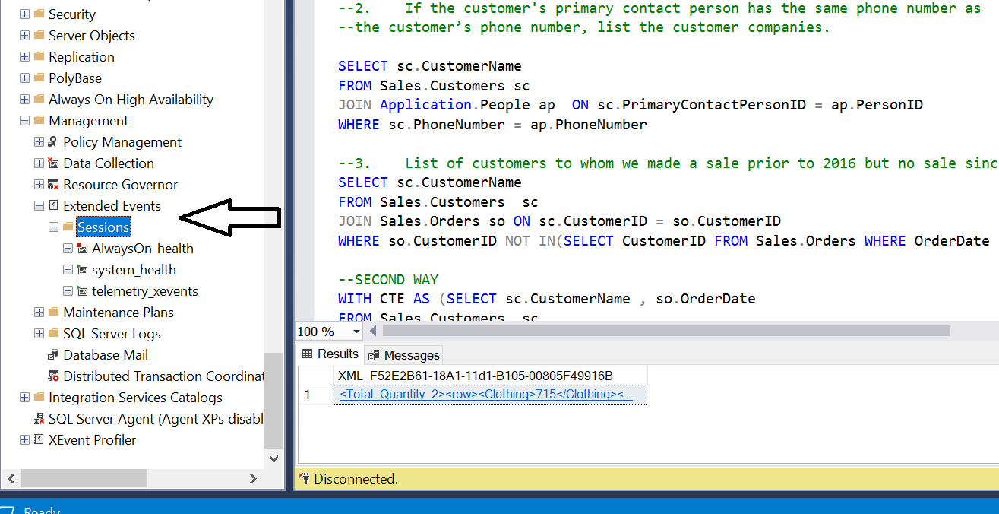 Security
Server Objects
Replication
PolyBase
Always On High Availability
Management
Policy Management
Data Collection
Resource Governor
Extended Events
Sessions
AlwaysOn_health
system_health
telemetry_xevents
Maintenance Plans
SQL Server Logs
Database Mail
Distributed Transaction Coordinat
Integration Services Catalogs
SQL Server Agent (Agent XPs disabl
XEvent Profiler
--2.    If the customer's primary contact person has the same phone number as
--the customer’s phone number, list the customer companies.
SELECT sc.CustomerName
FROM Sales.Customers sc
JOIN Application.People ap  ON sc.PrimaryContactPersonID = ap.PersonID
WHERE sc.PhoneNumber = ap.PhoneNumber
--3.    List of customers to whom we made a sale prior to 2016 but no sale sinc
SELECT sc.CustomerName
FROM Sales.Customers  sc
JOIN Sales.Orders so ON sc.CustomerID = so.CustomerID
WHERE so.CustomerID NOT IN(SELECT CustomerID FROM Sales.Orders WHERE OrderDate
--SECOND WAY
WITH CTE AS (SELECT sc.CustomerName , so.OrderDate
FROM Sales.Customers  sc
100 %
Results Messages
XML_F52E2B61-18A1-11d1-B105-00805F49916B
1 <Total_Quantity_2><row><Clothing>715</Clothing><...
Disconnected.
Ready